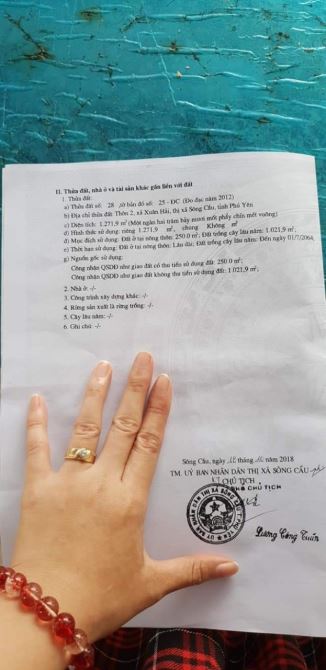 II. Thửa đất, nhà ở và tài sản khác gắn liền với đất
1. Thửa đất:
a) Thửa đất số: 28 ,tờ bản đồ số: 25 - ĐC (Đo đạc năm 2012)
b) Địa chỉ thửa đất: Thôn 2, xã Xuân Hải, thị xã Sông Cầu, tỉnh Phú Yên
c) Diện tích: 1.271,9 m² (Một ngàn hai trăm bảy mươi mốt phẩy chín mét vuông)
d) Hình thức sử dụng: riêng 1.271,9 m², chung Không m²
đ) Mục đích sử dụng: Đất ở tại nông thôn: 250.0 m²; Đất trồng cây lâu năm: 1.021,9 m²;
e) Thời hạn sử dụng: Đất ở tại nông thôn: Lâu dài; Đất trồng cây lâu năm: Đến ngày 01/7/2064;
g) Nguồn gốc sử dụng:
Công nhận QSDĐ như giao đất có thu tiền sử dụng đất: 250.0 m²;
Công nhận QSDĐ như giao đất không thu tiền sử dụng đất: 1.021,9 m²;
2. Nhà ở: -/-
3. Công trình xây dựng khác: -/-
4. Rừng sản xuất là rừng trồng: -/-
5. Cây lâu năm: -/-
6. Ghi chú: -/-
Sông Cầu, ngày tháng năm 2018
TM. UỶ BAN NHÂN DÂN THỊ XÃ SÔNG CẦU
KT CHỦ TỊCH
PHÓ CHỦ TỊCH
Lương Công Tuấn